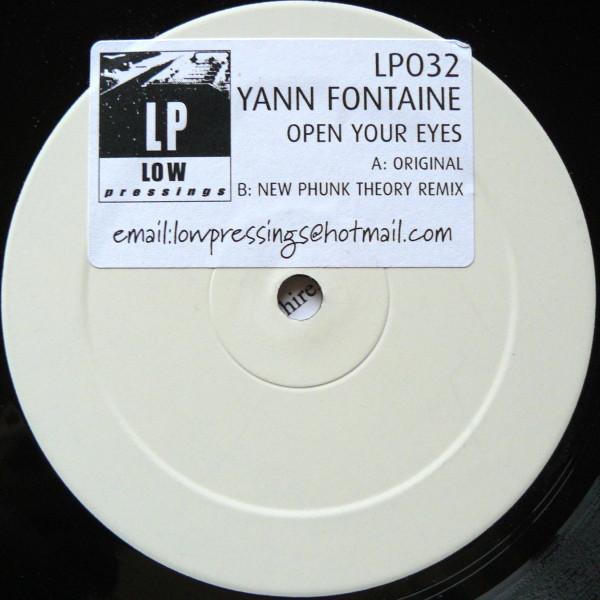 LP032
YANN FONTAINE
OPEN YOUR EYES
A: ORIGINAL
B: NEW PHUNK THEORY REMIX
LP
LOW
pressings
email:lowpressings@hotmail.com
hire